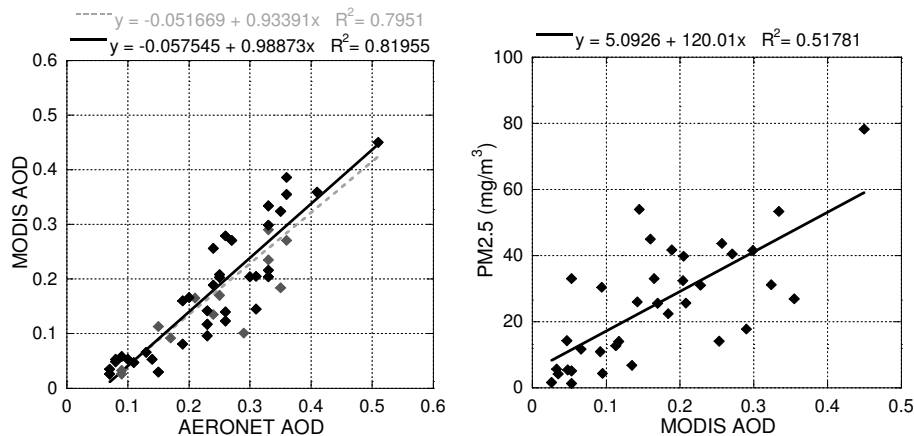 y = -0.051669 + 0.93391x   R²= 0.7951
y = -0.057545 + 0.98873x   R²= 0.81955
0.6
0.5
0.4
0.3
0.2
0.1
0
0 0.1 0.2 0.3 0.4 0.5 0.6
MODIS AOD
AERONET AOD
y = 5.0926 + 120.01x   R²= 0.51781
100
80
60
40
20
0
0 0.1 0.2 0.3 0.4 0.5
PM2.5 (mg/m³)
MODIS AOD